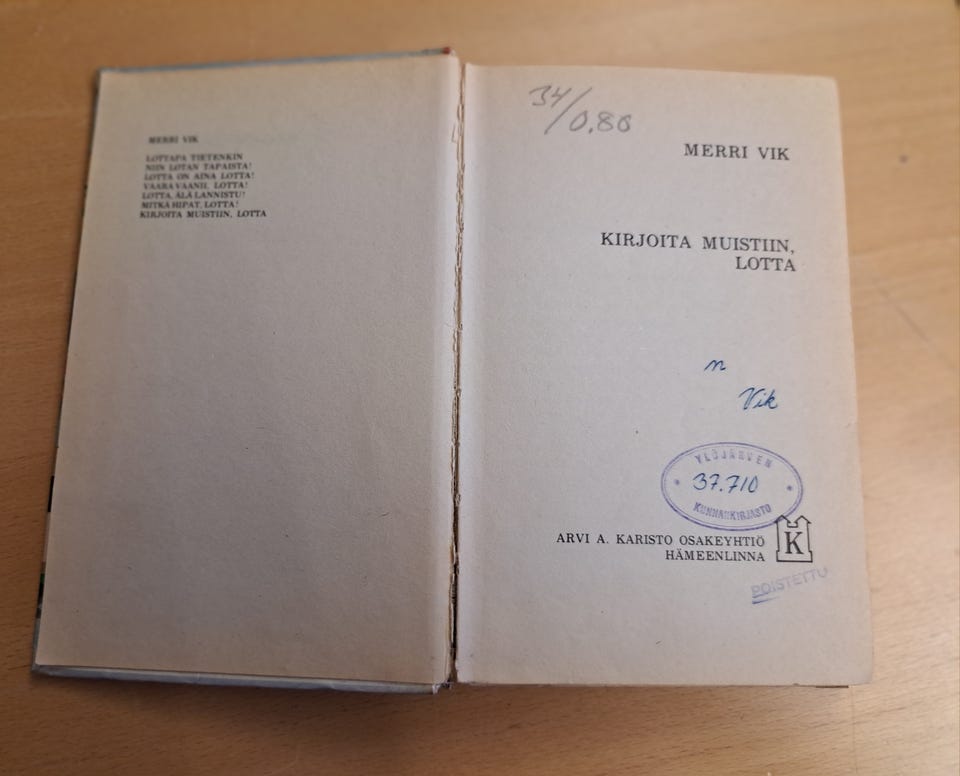 MERRI VIK
LOTTAPA TIETENKIN
NIIN LOTAN TAPAISTA!
LOTTA ON AINA LOTTA!
VAARA VAANII, LOTTA!
LOTTA, ÄLÄ LANNISTU!
MITKÄ HIPAT, LOTTA!
KIRJOITA MUISTIIN, LOTTA
34/0,80
MERRI VIK
KIRJOITA MUISTIIN,
LOTTA
n
Vik
YLÖJÄRVEN
37.710
KUNNANKIRJASTO
ARVI A. KARISTO OSAKEYHTIÖ
HÄMEENLINNA
K
POISTETTU